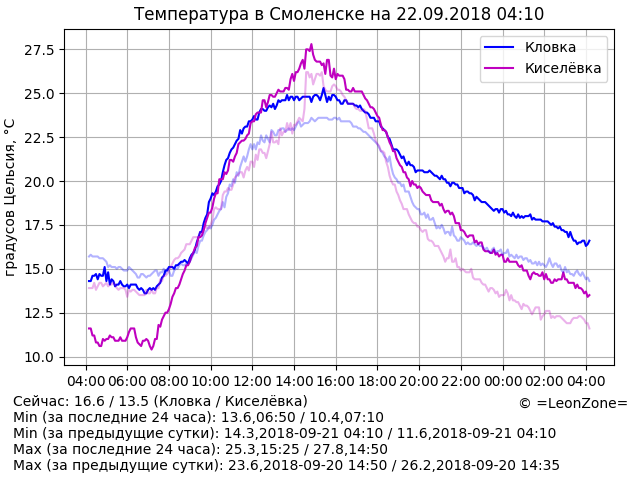 Температура в Смоленске на 22.09.2018 04:10
Кловка
Киселёвка
градусов Цельсия, °C
27.5
25.0
22.5
20.0
17.5
15.0
12.5
10.0
04:00 06:00 08:00 10:00 12:00 14:00 16:00 18:00 20:00 22:00 00:00 02:00 04:00
Сейчас: 16.6 / 13.5 (Кловка / Киселёвка)
© =LeonZone=
Min (за последние 24 часа): 13.6,06:50 / 10.4,07:10
Min (за предыдущие сутки): 14.3,2018-09-21 04:10 / 11.6,2018-09-21 04:10
Max (за последние 24 часа): 25.3,15:25 / 27.8,14:50
Max (за предыдущие сутки): 23.6,2018-09-20 14:50 / 26.2,2018-09-20 14:35